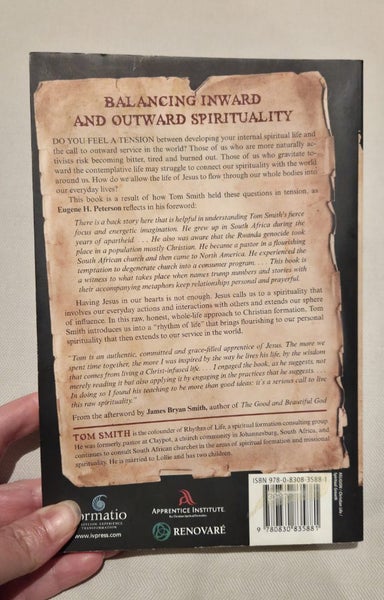 BALANCING INWARD
AND OUTWARD SPIRITUALITY
DO YOU FEEL A TENSION between developing your internal spiritual life and
the call to outward service in the world? Those of us who are more naturally ac-
tivists risk becoming bitter, tired and burned out. Those of us who gravitate to-
ward the contemplative life may struggle to connect our spirituality with the world
around us. How do we allow the life of Jesus to flow through our whole bodies into
our everyday lives?
This book is a result of how Tom Smith held these questions in tension, as
Eugene H. Peterson reflects in his foreword:
There is a back story here that is helpful in understanding Tom Smith's fierce
focus and energetic imagination. He grew up in South Africa during the
years of apartheid. . . . He also was aware that the Rwanda genocide took
place in a population mostly Christian. He became a pastor in a flourishing
South African church and then came to North America. He experienced the
temptation to degenerate church into a consumer program. . . . This book is
a witness to what takes place when names trump numbers and stories with
their accompanying metaphors keep relationships personal and prayerful.
Having Jesus in our hearts is not enough. Jesus calls us to a spirituality that
involves our everyday actions and interactions with others and extends our sphere
of influence. In this raw, honest, whole-life approach to Christian formation, Tom
Smith introduces us into a "rhythm of life" that brings flourishing to our personal
spirituality that then extends to our service in the world.
"Tom is an authentic, committed and grace-filled apprentice of Jesus. The more we
spent time together, the more I was inspired by the way he lives his life, by the wisdom
that comes from living a Christ-infused life. . . . I engaged the book, as he suggests, not
merely reading it but also applying it by engaging in the practices that he suggests. . . .
In doing so I found his teaching to be more than good ideas: it's a serious call to live
this raw spirituality."
From the afterword by James Bryan Smith, author of The Good and Beautiful God
TOM SMITH is the cofounder of Rhythm of Life, a spiritual formation consulting group.
He was formerly pastor at Claypot, a church community in Johannesburg, South Africa, and
continues to consult South African churches in the areas of spiritual formation and missional
spirituality. He is married to Lollie and has two children.
formatio
TRANSFORMATION
www.ivpress.com
APPRENTICE INSTITUTE
RENOVARÉ
ISBN 978-0-8308-3588-1
9 780830 835881